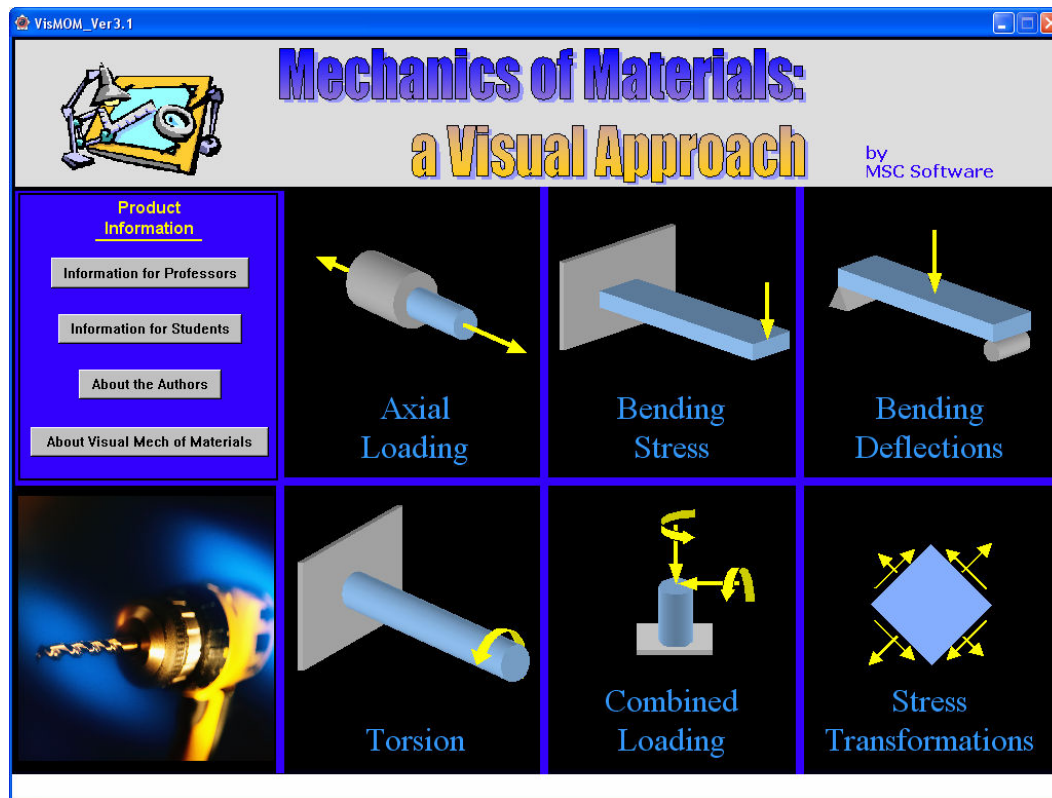 VisMOM_Ver3.1
Mechanics of Materials:
a Visual Approach
by
MSC Software
Product
Information
Information for Professors
Information for Students
About the Authors
About Visual Mech of Materials
Axial
Loading
Bending
Stress
Bending
Deflections
Torsion
Combined
Loading
Stress
Transformations